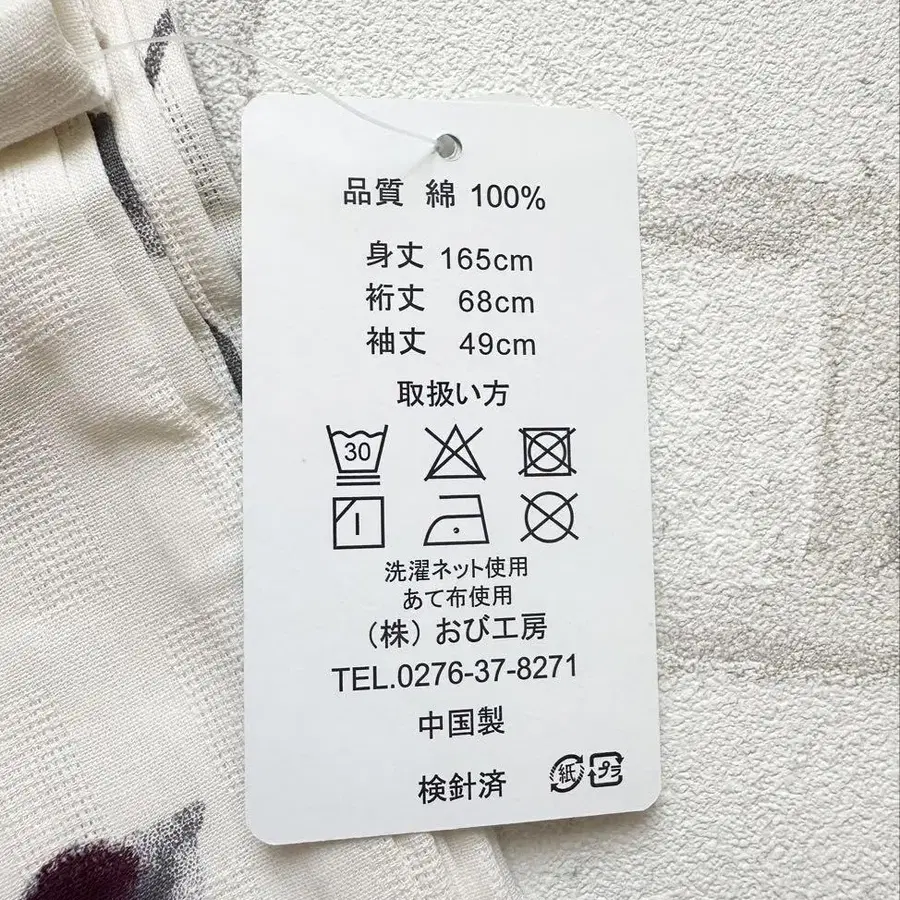 品質 綿 100%
身丈 165cm
裄丈 68cm
袖丈 49cm
取扱い方
30
洗濯ネット使用
あて布使用
(株) おび工房
TEL.0276-37-8271
中国製
検針済 紙 プラ